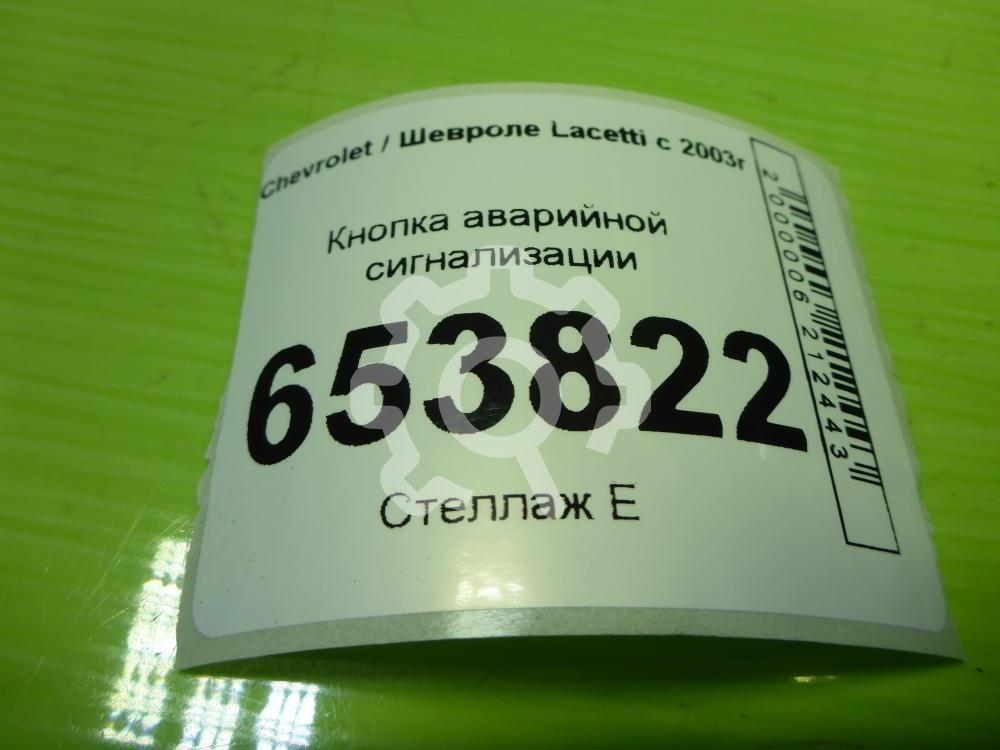 Chevrolet / Шевроле Lacetti с 2003г
Кнопка аварийной
сигнализации
653822
Стеллаж Е
2000006212443